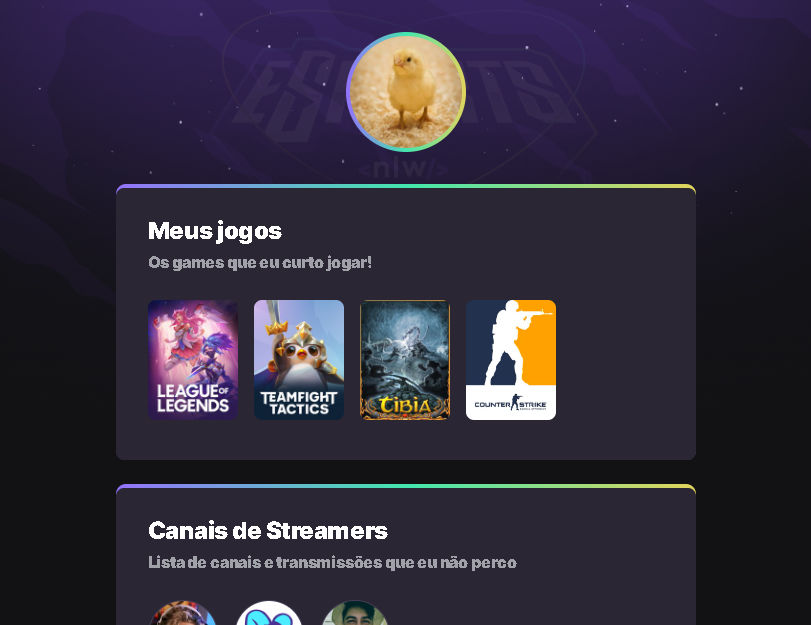 ESPORTS
<nlw/>
Meus jogos
Os games que eu curto jogar!
LEAGUE OF
LEGENDS
TEAMFIGHT
TACTICS
TIBIA
COUNTER STRIKE
Canais de Streamers
Lista de canais e transmissões que eu não perco